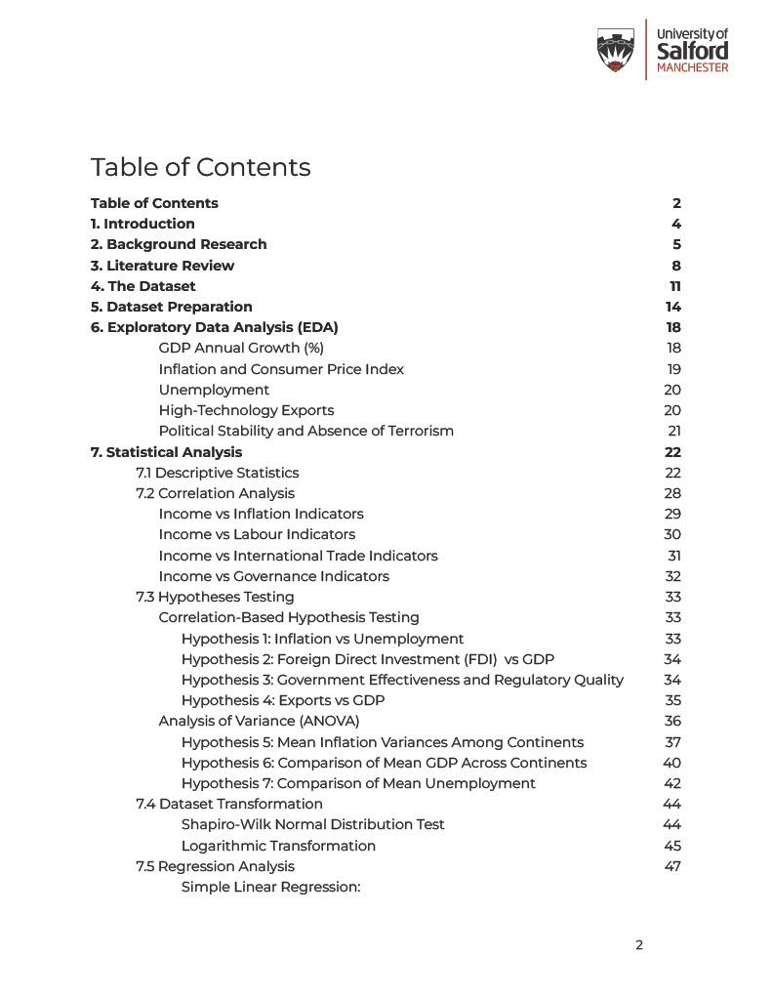 University of
Salford
MANCHESTER
Table of Contents
Table of Contents 2
1. Introduction 4
2. Background Research 5
3. Literature Review 8
4. The Dataset 11
5. Dataset Preparation 14
6. Exploratory Data Analysis (EDA) 18
GDP Annual Growth (%) 18
Inflation and Consumer Price Index 19
Unemployment 20
High-Technology Exports 20
Political Stability and Absence of Terrorism 21
7. Statistical Analysis 22
7.1 Descriptive Statistics 22
7.2 Correlation Analysis 28
Income vs Inflation Indicators 29
Income vs Labour Indicators 30
Income vs International Trade Indicators 31
Income vs Governance Indicators 32
7.3 Hypotheses Testing 33
Correlation-Based Hypothesis Testing 33
Hypothesis 1: Inflation vs Unemployment 33
Hypothesis 2: Foreign Direct Investment (FDI)  vs GDP 34
Hypothesis 3: Government Effectiveness and Regulatory Quality 34
Hypothesis 4: Exports vs GDP 35
Analysis of Variance (ANOVA) 36
Hypothesis 5: Mean Inflation Variances Among Continents 37
Hypothesis 6: Comparison of Mean GDP Across Continents 40
Hypothesis 7: Comparison of Mean Unemployment 42
7.4 Dataset Transformation 44
Shapiro-Wilk Normal Distribution Test 44
Logarithmic Transformation 45
7.5 Regression Analysis 47
Simple Linear Regression:
2